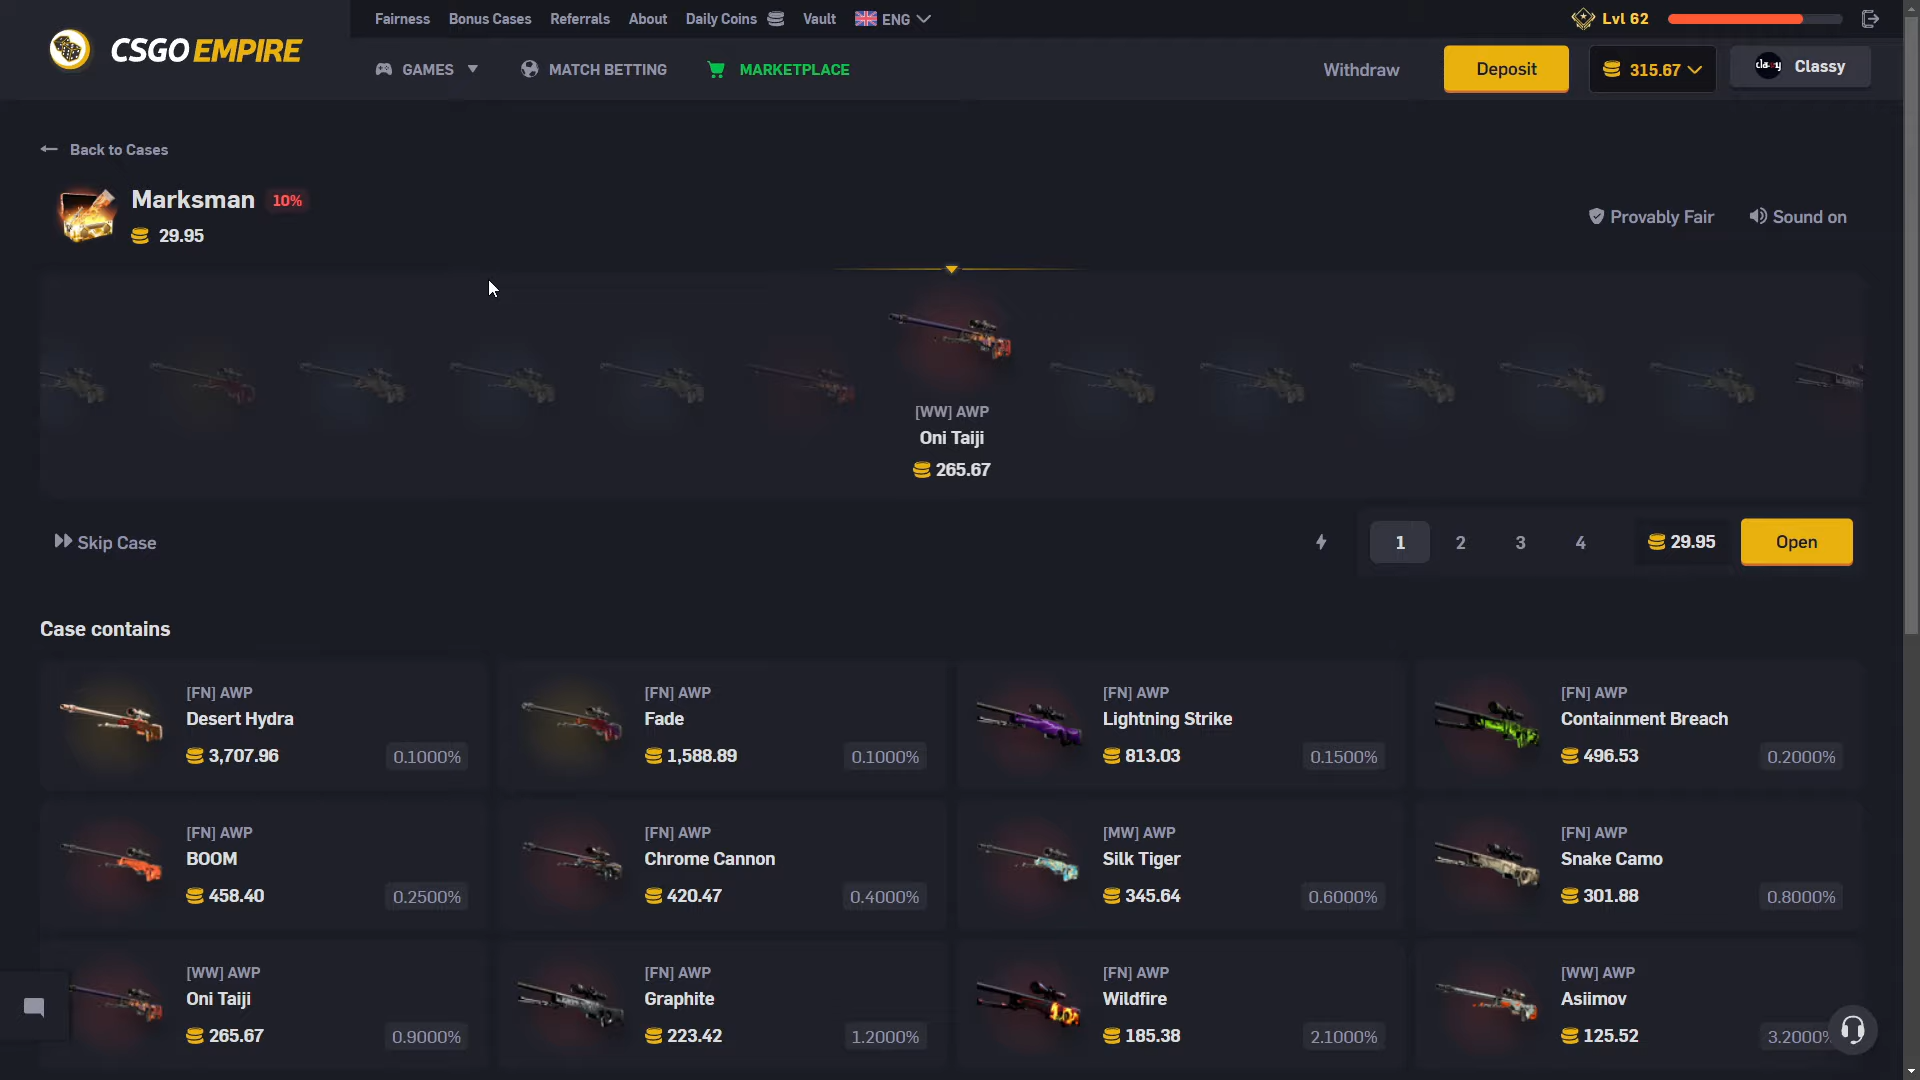 Fairness Bonus Cases Referrals About Daily Coins Vault ENG Lvl 62
CSGOEMPIRE
GAMES MATCH BETTING MARKETPLACE Withdraw Deposit 315.67 classy Classy
Back to Cases
Marksman 10%
29.95
Provably Fair Sound on
[WW] AWP
Oni Taiji
265.67
Skip Case 1 2 3 4 29.95 Open
Case contains
[FN] AWP
Desert Hydra
3,707.96 0.1000%
[FN] AWP
Fade
1,588.89 0.1000%
[FN] AWP
Lightning Strike
813.03 0.1500%
[FN] AWP
Containment Breach
496.53 0.2000%
[FN] AWP
BOOM
458.40 0.2500%
[FN] AWP
Chrome Cannon
420.47 0.4000%
[MW] AWP
Silk Tiger
345.64 0.6000%
[FN] AWP
Snake Camo
301.88 0.8000%
[WW] AWP
Oni Taiji
265.67 0.9000%
[FN] AWP
Graphite
223.42 1.2000%
[FN] AWP
Wildfire
185.38 2.1000%
[WW] AWP
Asiimov
125.52 3.2000%